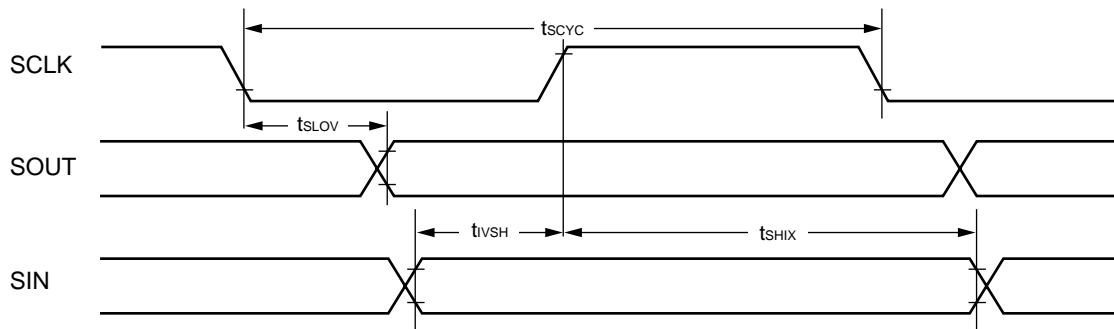 tSCYC
SCLK
tSLOV
SOUT
tIVSH
tSHIX
SIN